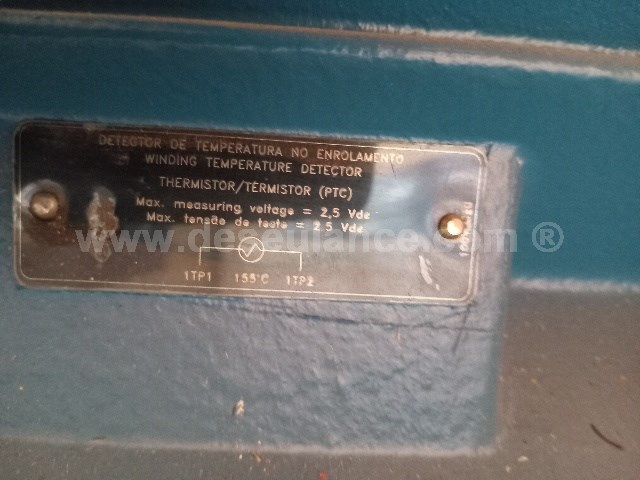 DETECTOR DE TEMPERATURA NO ENROLAMENTO
WINDING TEMPERATURE DETECTOR
THERMISTOR/TERMISTOR (PTC)
Max. measuring voltage = 2,5 Vdc
Max. tensão de teste = 2.5 Vdc
1TP1 155°C 1TP2